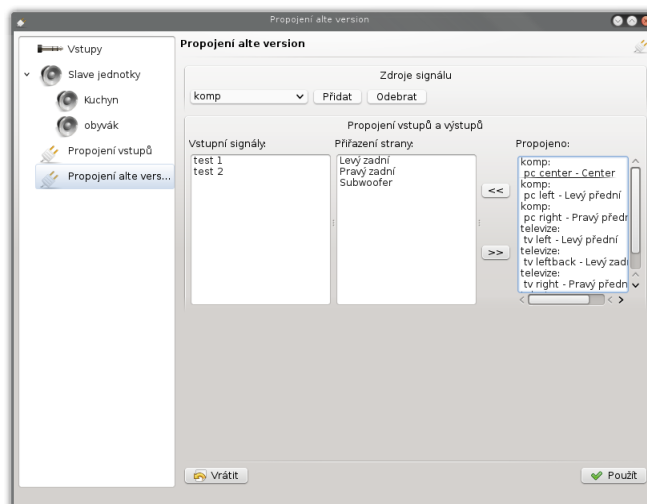 Propojení alte version
Vstupy
Slave jednotky
Kuchyn
obyvák
Propojení vstupů
Propojení alte vers...
Propojení alte version
Zdroje signálu
komp
Přidat
Odebrat
Propojení vstupů a výstupů
Vstupní signály:
test 1
test 2
Přiřazení strany:
Levý zadní
Pravý zadní
Subwoofer
<<
>>
Propojeno:
komp:
pc center - Center
komp:
pc left - Levý přední
komp:
pc right - Pravý předn
televize:
tv left - Levý přední
televize:
tv leftback - Levý zad
televize:
tv right - Pravý předn
Vrátit
Použít